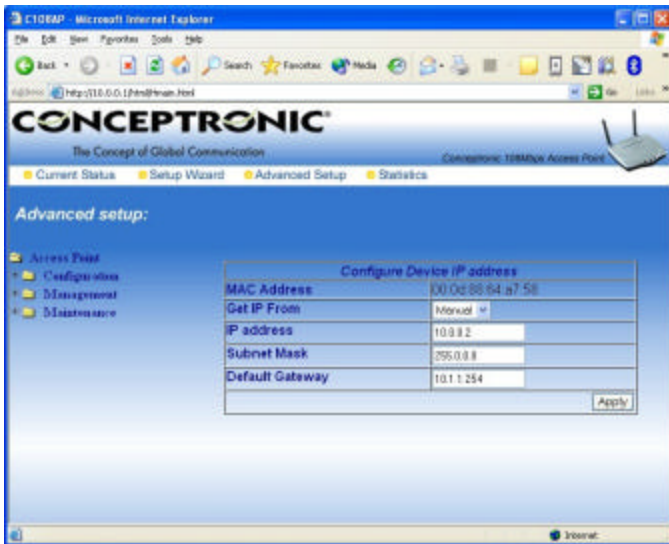 C108AP - Microsoft Internet Explorer
File Edit View Favorites Tools Help
Back Search Favorites Media
Address http://10.0.0.1/html/Hmain.html Go Links
CONCEPTRONIC
The Concept of Global Communication
Conceptronic 108Mbps Access Point
Current Status Setup Wizard Advanced Setup Statistics
Advanced setup:
Access Point
Configuration
Management
Maintenance
Configure Device IP address
MAC Address 00:0d:88:64:a7:58
Get IP From Manual
IP address 10.0.0.2
Subnet Mask 255.0.0.0
Default Gateway 10.1.1.254
Apply
Internet